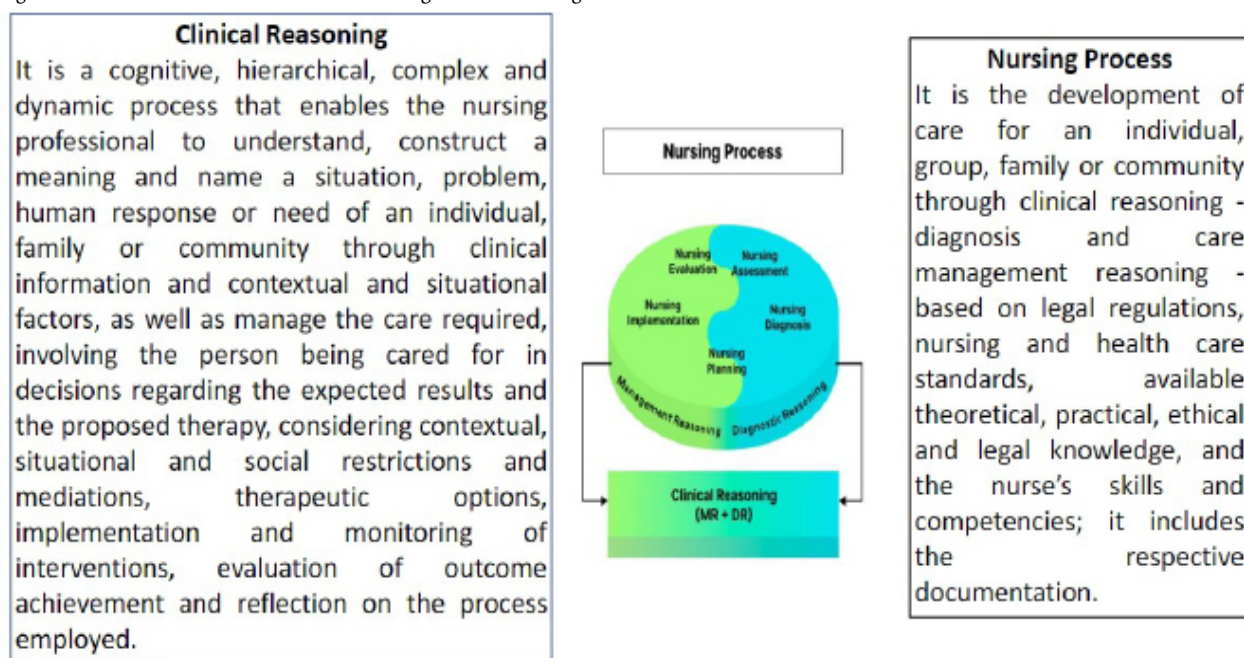 Clinical Reasoning
It is a cognitive, hierarchical, complex and
dynamic process that enables the nursing
professional to understand, construct a
meaning and name a situation, problem,
human response or need of an individual,
family or community through clinical
information and contextual and situational
factors, as well as manage the care required,
involving the person being cared for in
decisions regarding the expected results and
the proposed therapy, considering contextual,
situational and social restrictions and
mediations, therapeutic options,
implementation and monitoring of
interventions, evaluation of outcome
achievement and reflection on the process
employed.
Nursing Process
Nursing
Evaluation
Nursing
Assessment
Nursing
Implementation
Nursing
Diagnosis
Nursing
Planning
Management Reasoning
Diagnostic Reasoning
Clinical Reasoning
(MR + DR)
Nursing Process
It is the development of
care for an individual,
group, family or community
through clinical reasoning -
diagnosis and care
management reasoning -
based on legal regulations,
nursing and health care
standards, available
theoretical, practical, ethical
and legal knowledge, and
the nurse's skills and
competencies; it includes
the respective
documentation.